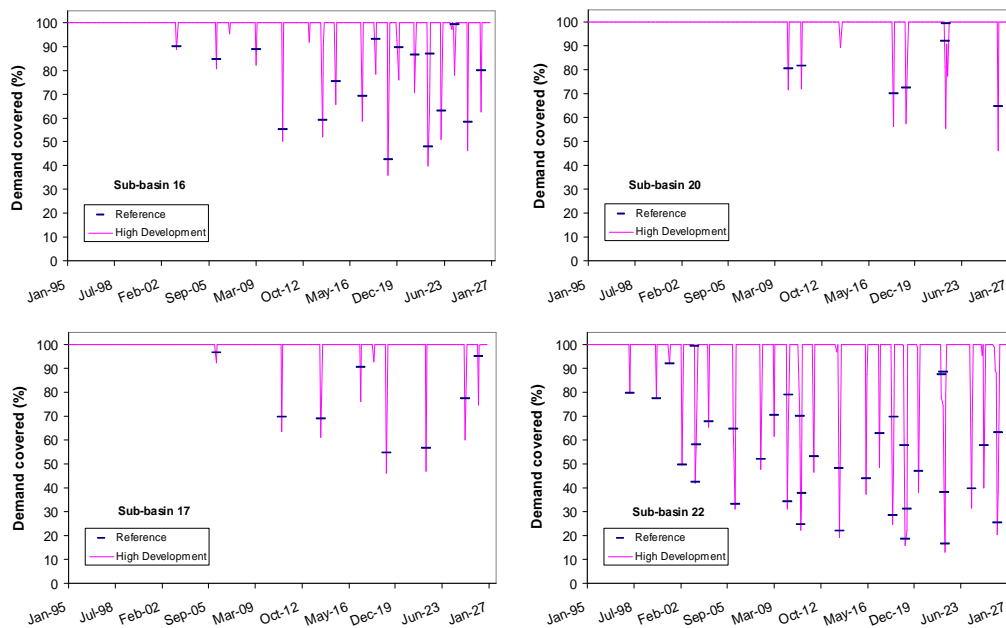 Demand covered (%)
100
90
80
70
60
50
40
30
20
10
0
Sub-basin 16
Reference
High Development
Jan-95 Jul-98 Feb-02 Sep-05 Mar-09 Oct-12 May-16 Dec-19 Jun-23 Jan-27
Demand covered (%)
100
90
80
70
60
50
40
30
20
10
0
Sub-basin 20
Reference
High Development
Jan-95 Jul-98 Feb-02 Sep-05 Mar-09 Oct-12 May-16 Dec-19 Jun-23 Jan-27
Demand covered (%)
100
90
80
70
60
50
40
30
20
10
0
Sub-basin 17
Reference
High Development
Jan-95 Jul-98 Feb-02 Sep-05 Mar-09 Oct-12 May-16 Dec-19 Jun-23 Jan-27
Demand covered (%)
100
90
80
70
60
50
40
30
20
10
0
Sub-basin 22
Reference
High Development
Jan-95 Jul-98 Feb-02 Sep-05 Mar-09 Oct-12 May-16 Dec-19 Jun-23 Jan-27